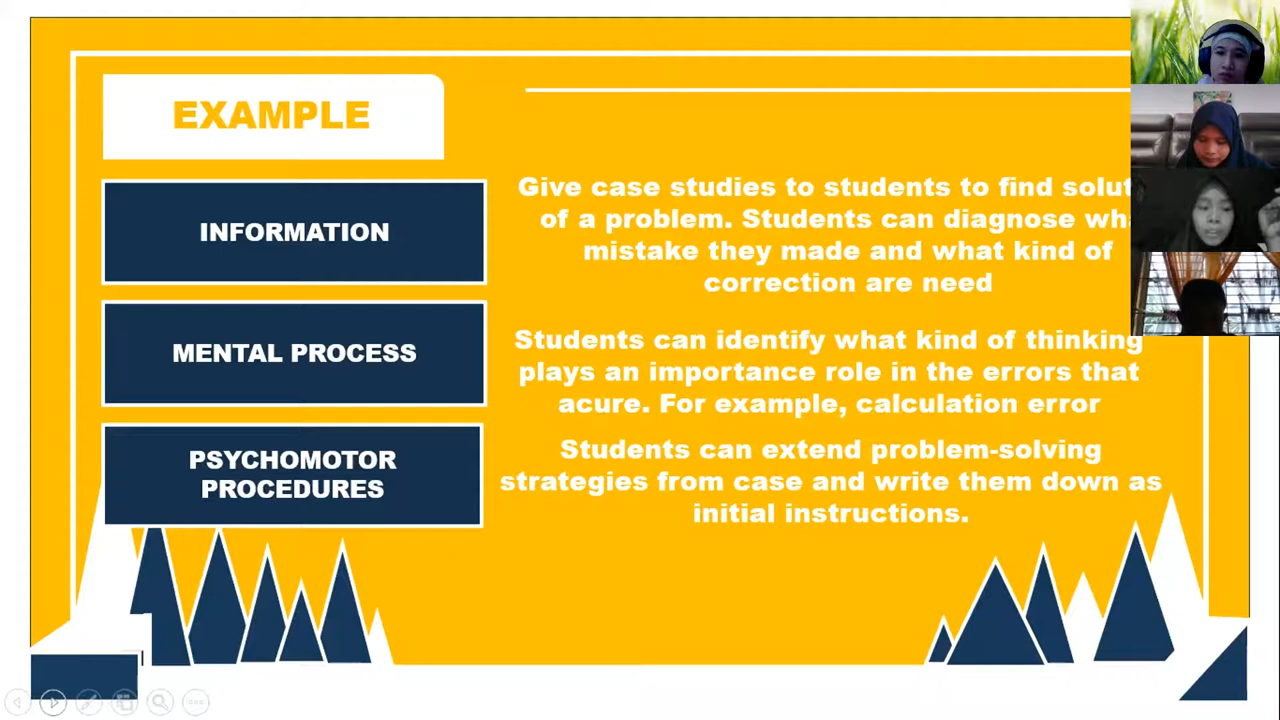 EXAMPLE
INFORMATION
Give case studies to students to find
of a problem. Students can diagnose
mistake they made and what kind of
correction are need
MENTAL PROCESS
Students can identify what kind of thinking
plays an importance role in the errors that
acure. For example, calculation error
PSYCHOMOTOR
PROCEDURES
Students can extend problem-solving
strategies from case and write them down as
initial instructions.